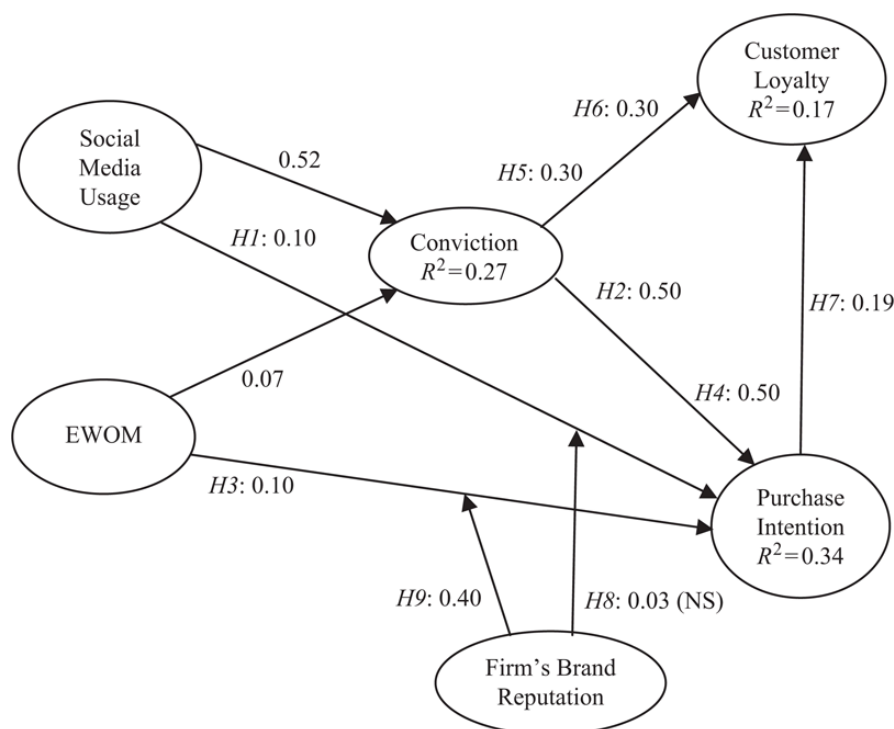 Customer
Loyalty
R²=0.17
Social
Media
Usage
H6: 0.30
0.52
H5: 0.30
Conviction
R²=0.27
H1: 0.10
H2: 0.50
H7: 0.19
0.07
H4: 0.50
EWOM
H3: 0.10
Purchase
Intention
R²=0.34
H9: 0.40
H8: 0.03 (NS)
Firm’s Brand
Reputation